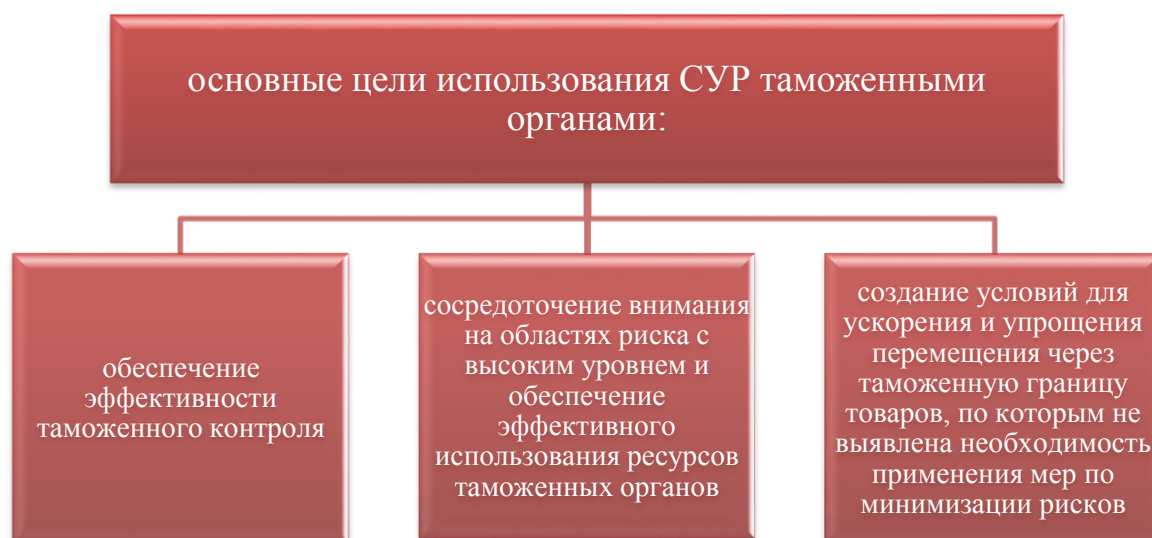 основные цели использования СУР таможенными
органами:
обеспечение
эффективности
таможенного контроля
сосредоточение внимания
на областях риска с
высоким уровнем и
обеспечение
эффективного
использования ресурсов
таможенных органов
создание условий для
ускорения и упрощения
перемещения через
таможенную границу
товаров, по которым не
выявлена необходимость
применения мер по
минимизации рисков